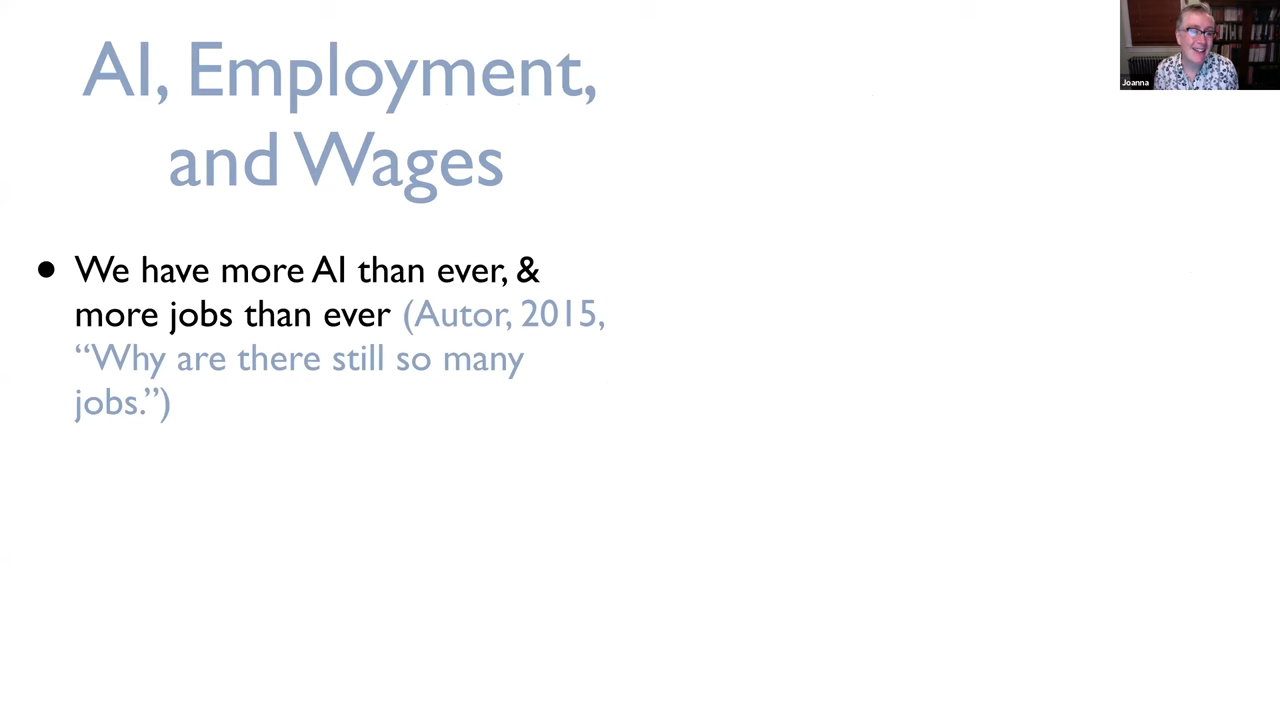 AI, Employment,
and Wages
• We have more AI than ever, &
more jobs than ever (Autor, 2015,
“Why are there still so many
jobs.”)
Joanna